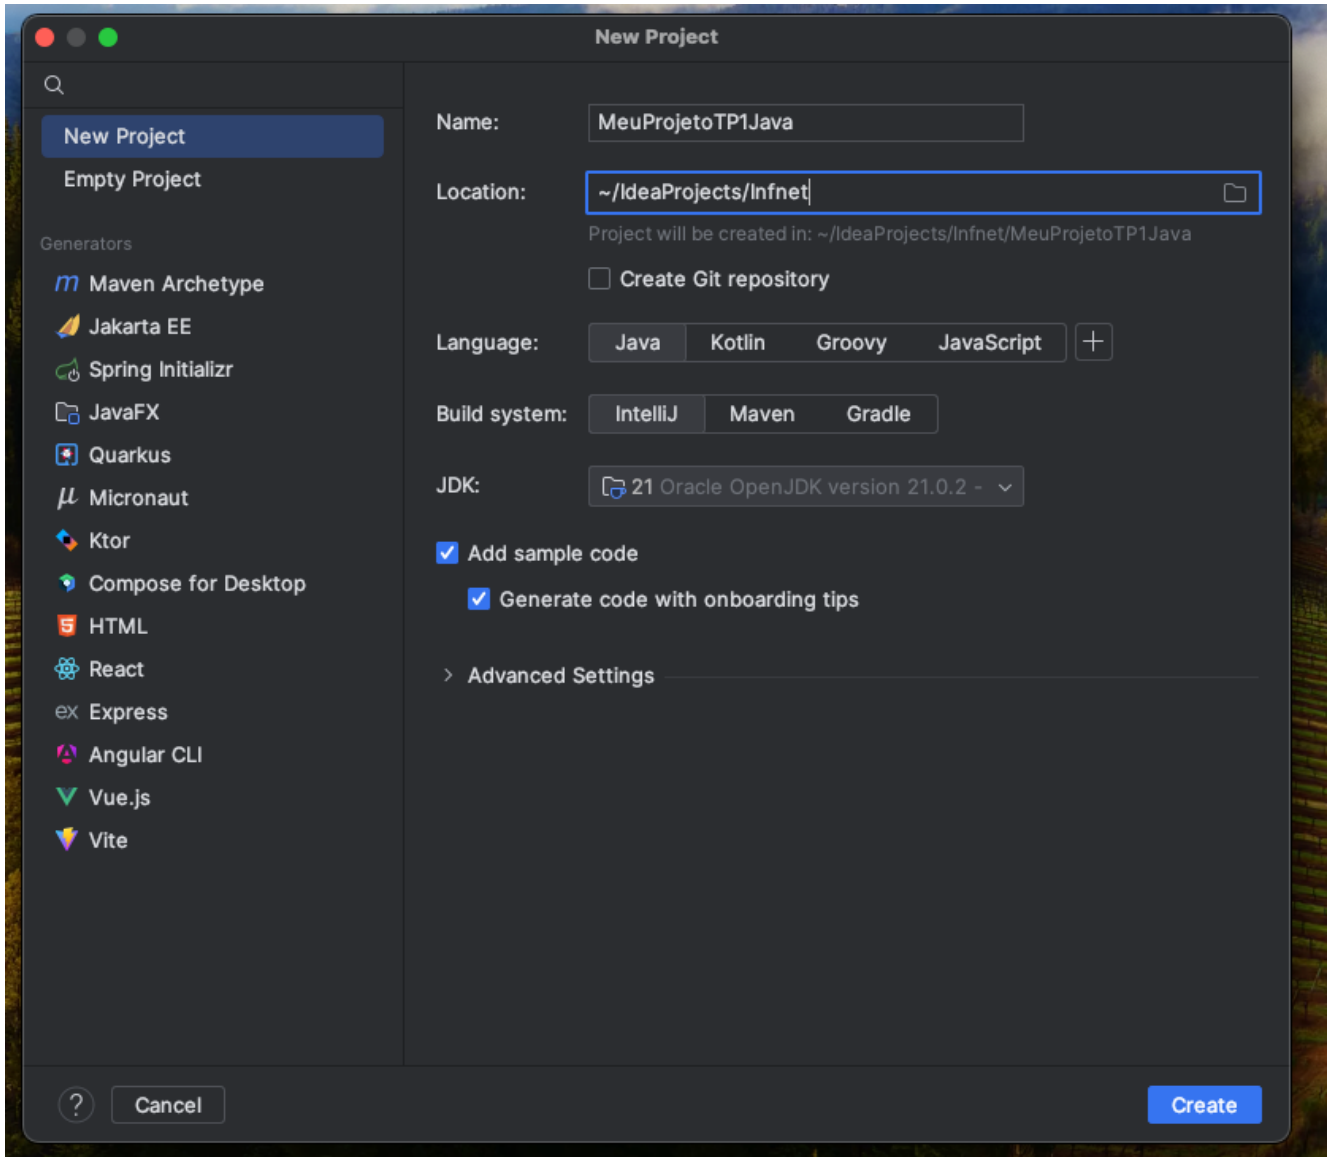 New Project
New Project
Empty Project
Generators
Maven Archetype
Jakarta EE
Spring Initializr
JavaFX
Quarkus
μ Micronaut
Ktor
Compose for Desktop
HTML
React
ex Express
Angular CLI
Vue.js
Vite
Name: MeuProjetoTP1Java
Location: ~/IdeaProjects/Infnet
Project will be created in: ~/IdeaProjects/Infnet/MeuProjetoTP1Java
Create Git repository
Language: Java Kotlin Groovy JavaScript +
Build system: IntelliJ Maven Gradle
JDK: 21 Oracle OpenJDK version 21.0.2 -
Add sample code
Generate code with onboarding tips
Advanced Settings
? Cancel Create